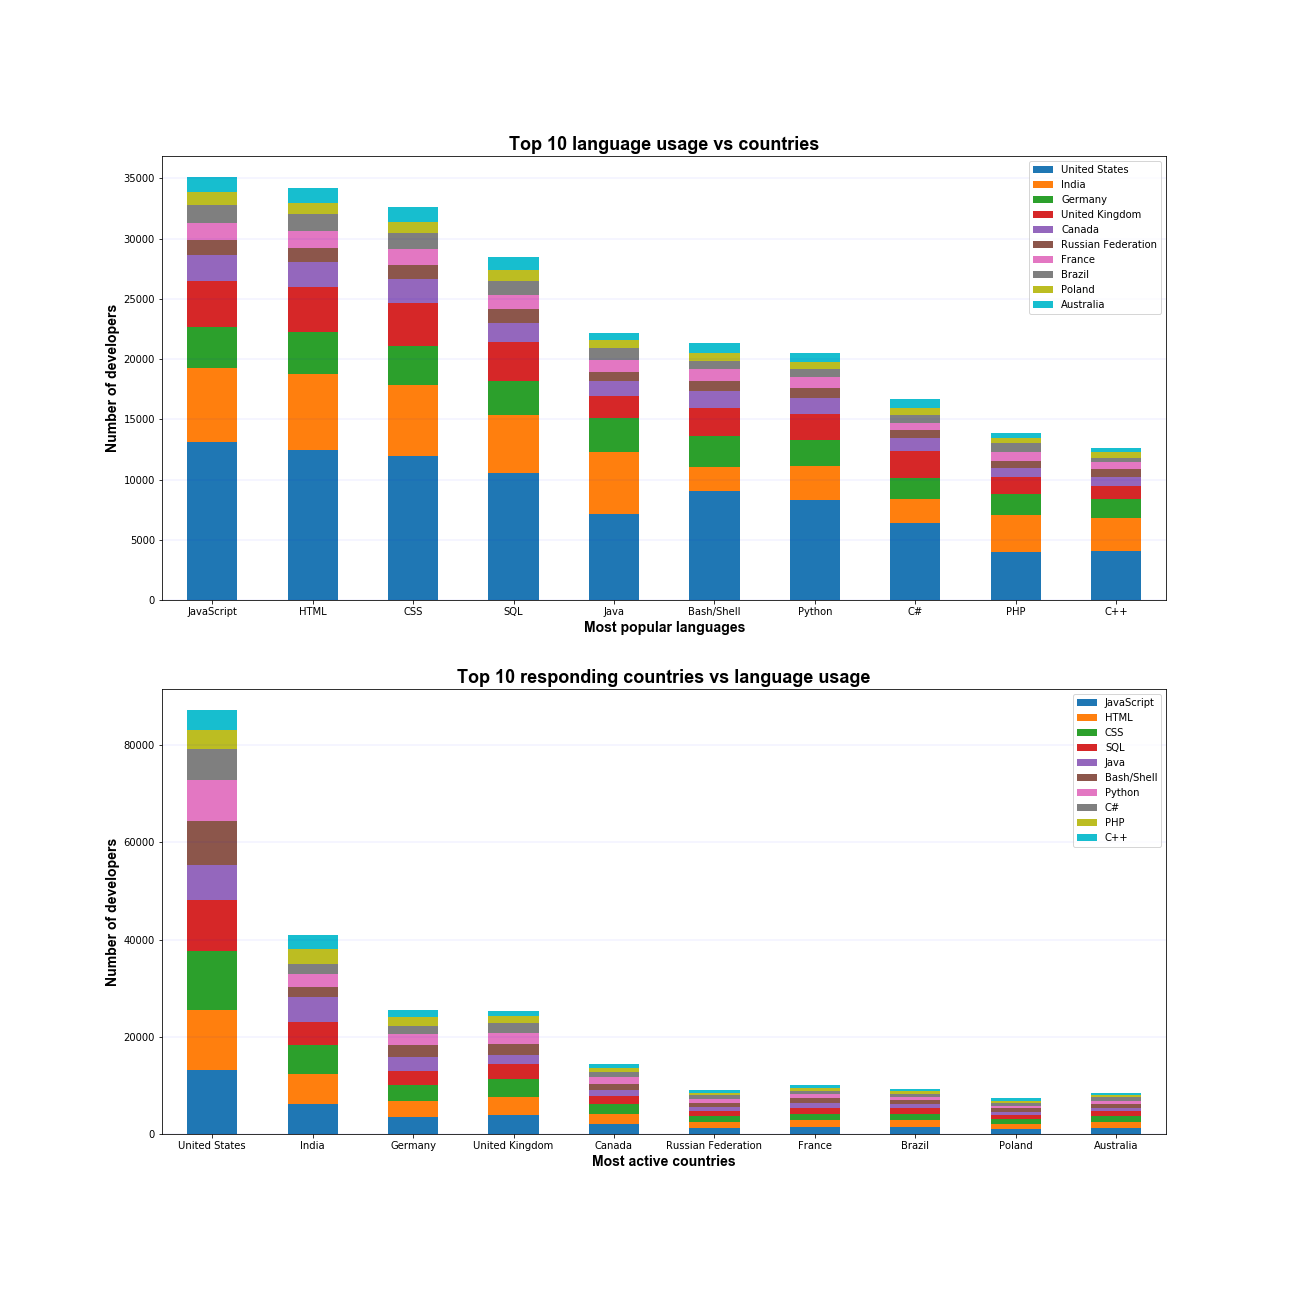 Top 10 language usage vs countries
Number of developers
35000
30000
25000
20000
15000
10000
5000
0
United States
India
Germany
United Kingdom
Canada
Russian Federation
France
Brazil
Poland
Australia
JavaScript HTML CSS SQL Java Bash/Shell Python C# PHP C++
Most popular languages
Top 10 responding countries vs language usage
Number of developers
80000
60000
40000
20000
0
JavaScript
HTML
CSS
SQL
Java
Bash/Shell
Python
C#
PHP
C++
United States India Germany United Kingdom Canada Russian Federation France Brazil Poland Australia
Most active countries